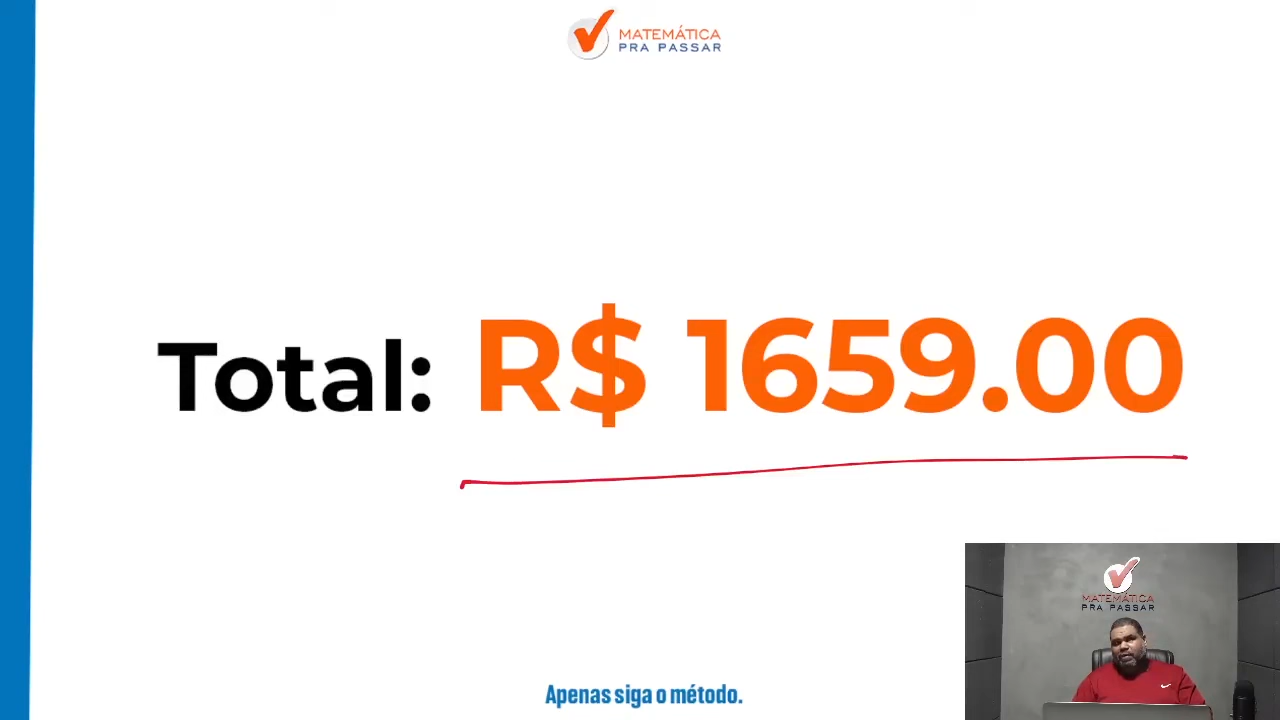 MATEMÁTICA
PRA PASSAR
Total: R$ 1659.00
MATEMÁTICA
PRA PASSAR
Apenas siga o método.